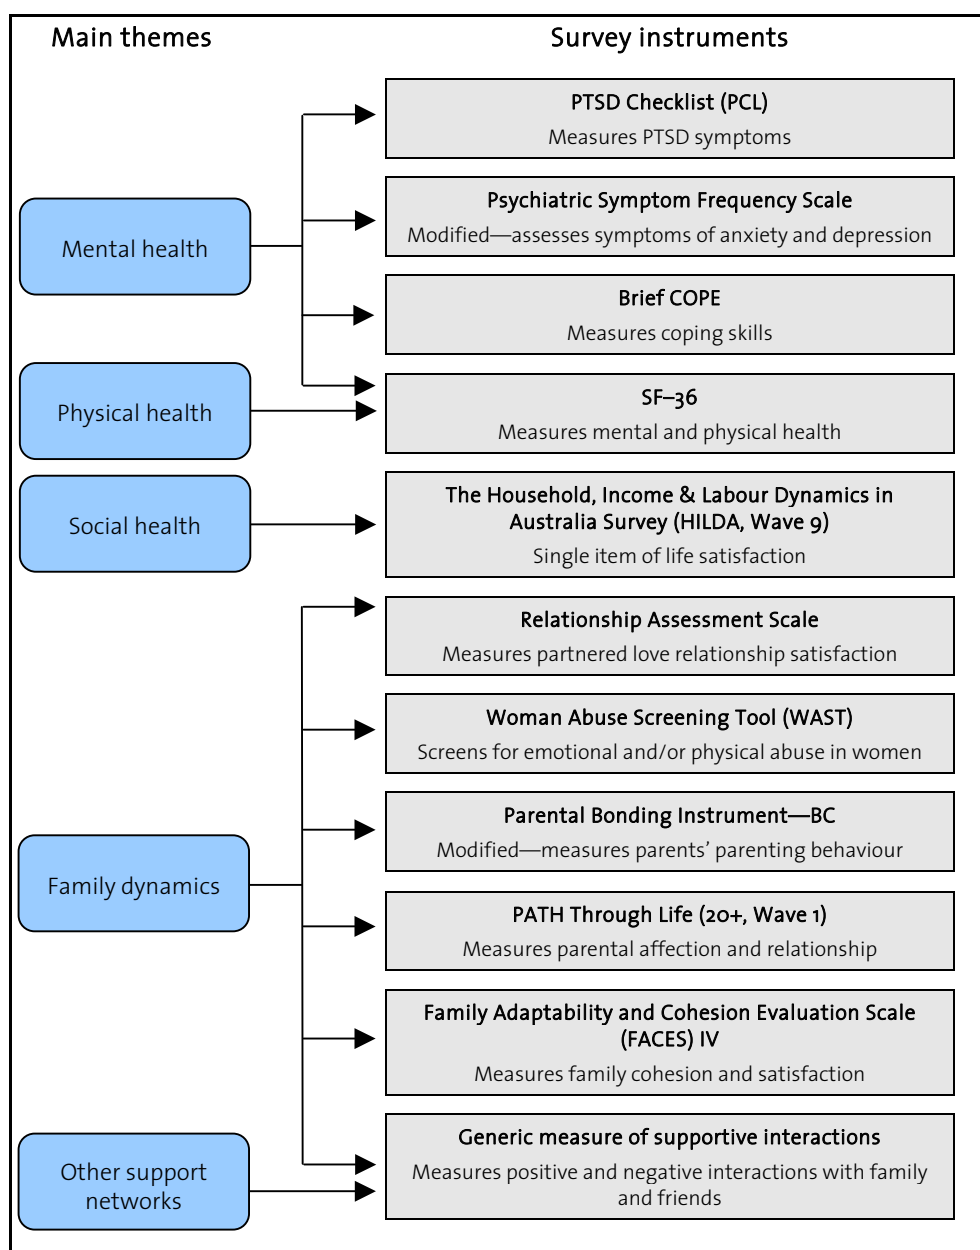 Main themes
Survey instruments
PTSD Checklist (PCL)
Measures PTSD symptoms
Psychiatric Symptom Frequency Scale
Modified—assesses symptoms of anxiety and depression
Mental health
Brief COPE
Measures coping skills
Physical health
SF–36
Measures mental and physical health
Social health
The Household, Income & Labour Dynamics in
Australia Survey (HILDA, Wave 9)
Single item of life satisfaction
Relationship Assessment Scale
Measures partnered love relationship satisfaction
Woman Abuse Screening Tool (WAST)
Screens for emotional and/or physical abuse in women
Parental Bonding Instrument—BC
Modified—measures parents’ parenting behaviour
Family dynamics
PATH Through Life (20+, Wave 1)
Measures parental affection and relationship
Family Adaptability and Cohesion Evaluation Scale
(FACES) IV
Measures family cohesion and satisfaction
Other support
networks
Generic measure of supportive interactions
Measures positive and negative interactions with family
and friends